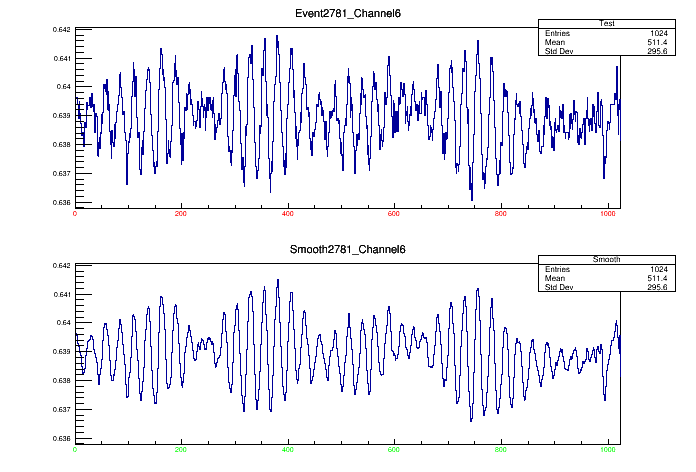 Event2781_Channel6
Test
Entries 1024
Mean 511.4
Std Dev 295.6
0.642
0.641
0.64
0.639
0.638
0.637
0.636
0 200 400 600 800 1000
Smooth2781_Channel6
Smooth
Entries 1024
Mean 511.4
Std Dev 295.6
0.642
0.641
0.64
0.639
0.638
0.637
0.636
0 200 400 600 800 1000